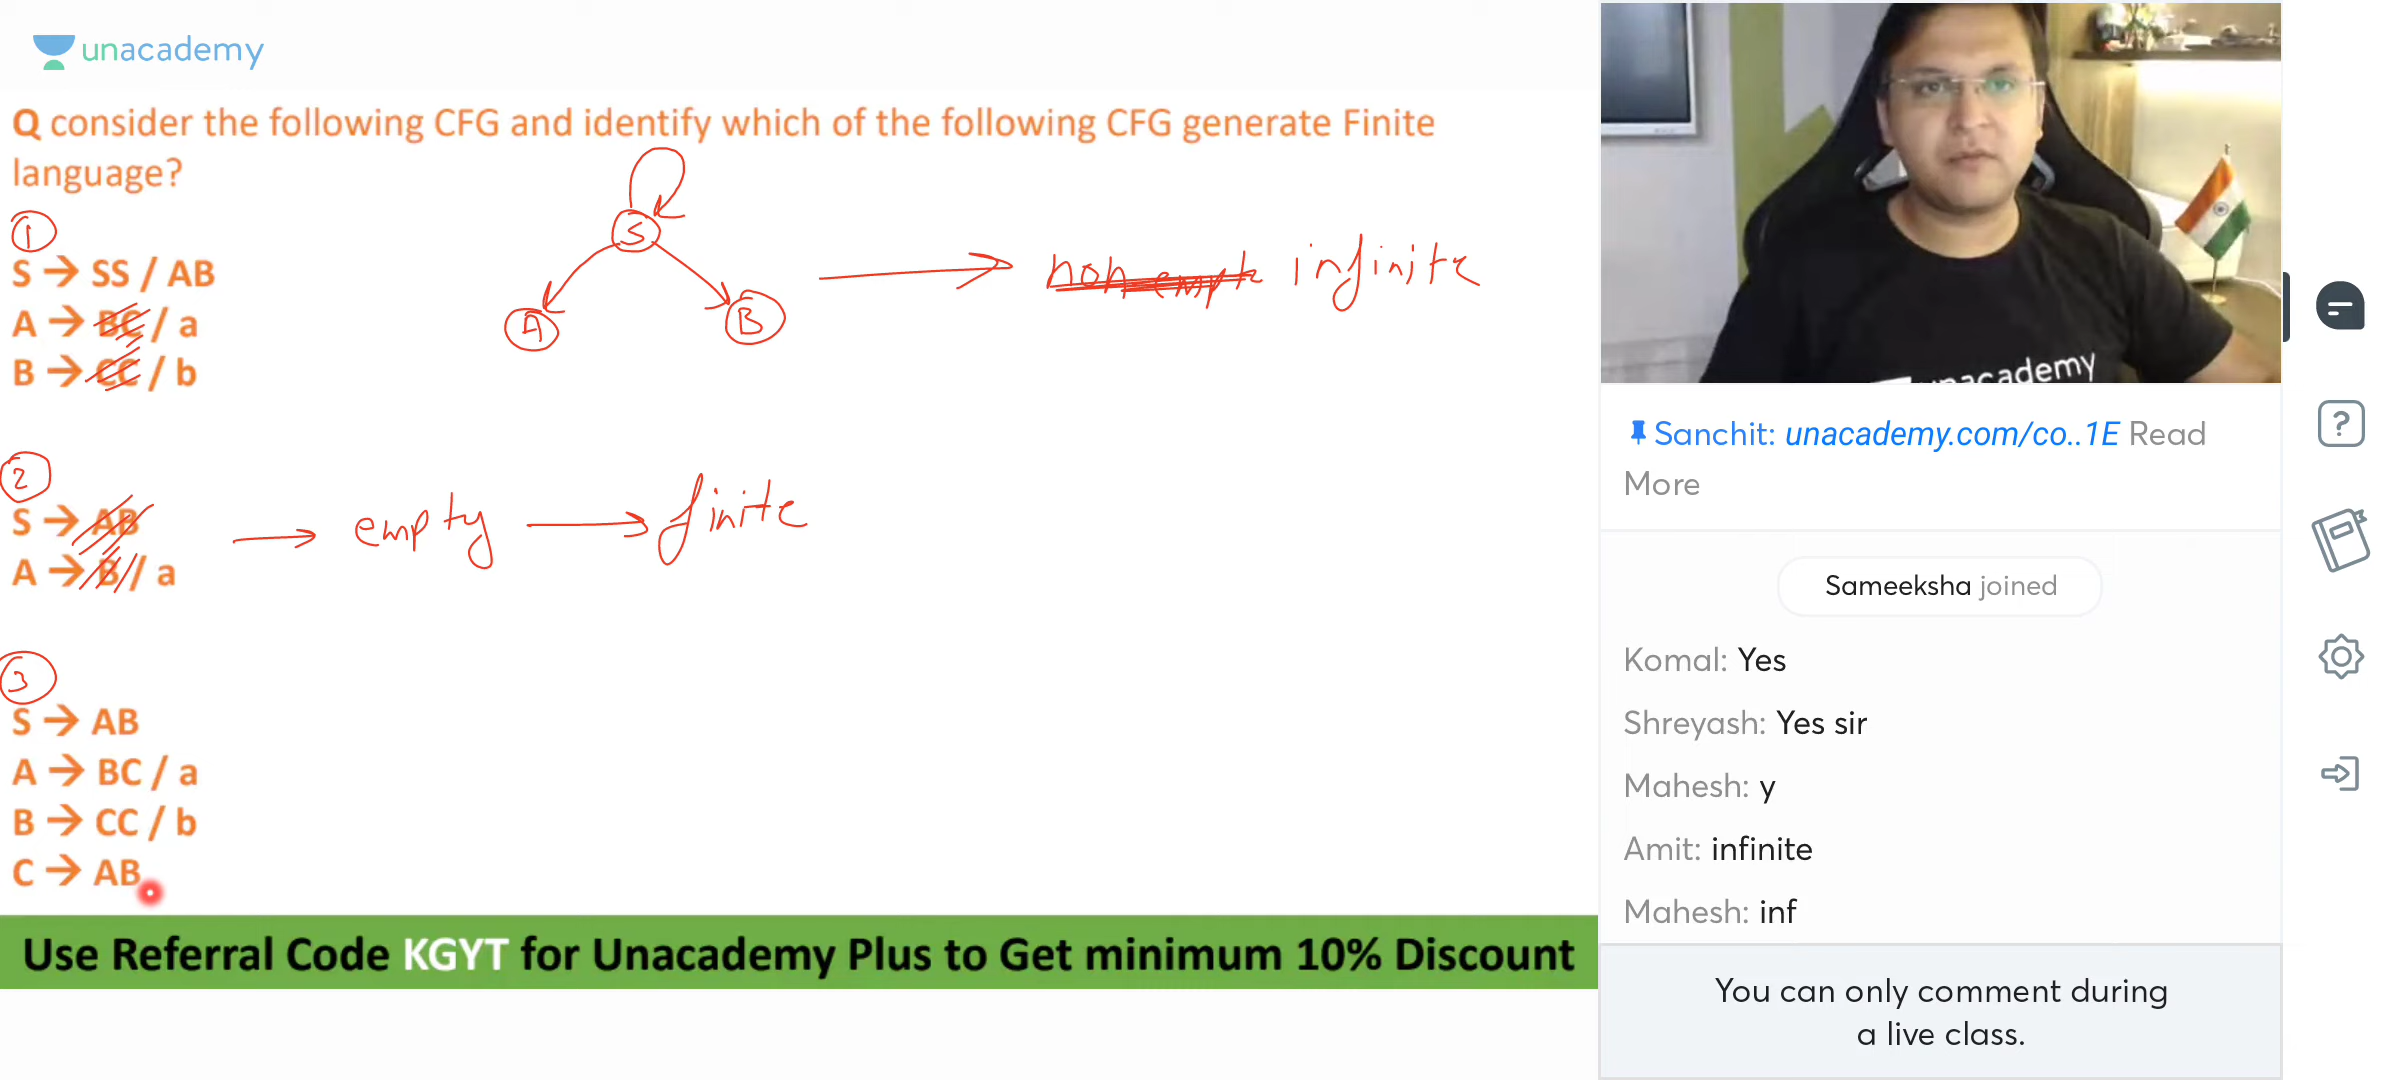 unacademy
Q consider the following CFG and identify which of the following CFG generate Finite
language?
1
S → SS / AB
A → BC / a
B → CC / b
S
A
B
infinite
2
S → AB
A → B / a
empty → finite
3
S → AB
A → BC / a
B → CC / b
C → AB
Use Referral Code KGYT for Unacademy Plus to Get minimum 10% Discount
unacademy
Sanchit: unacademy.com/co..1E Read
More
Sameeksha joined
Komal: Yes
Shreyash: Yes sir
Mahesh: y
Amit: infinite
Mahesh: inf
You can only comment during
a live class.